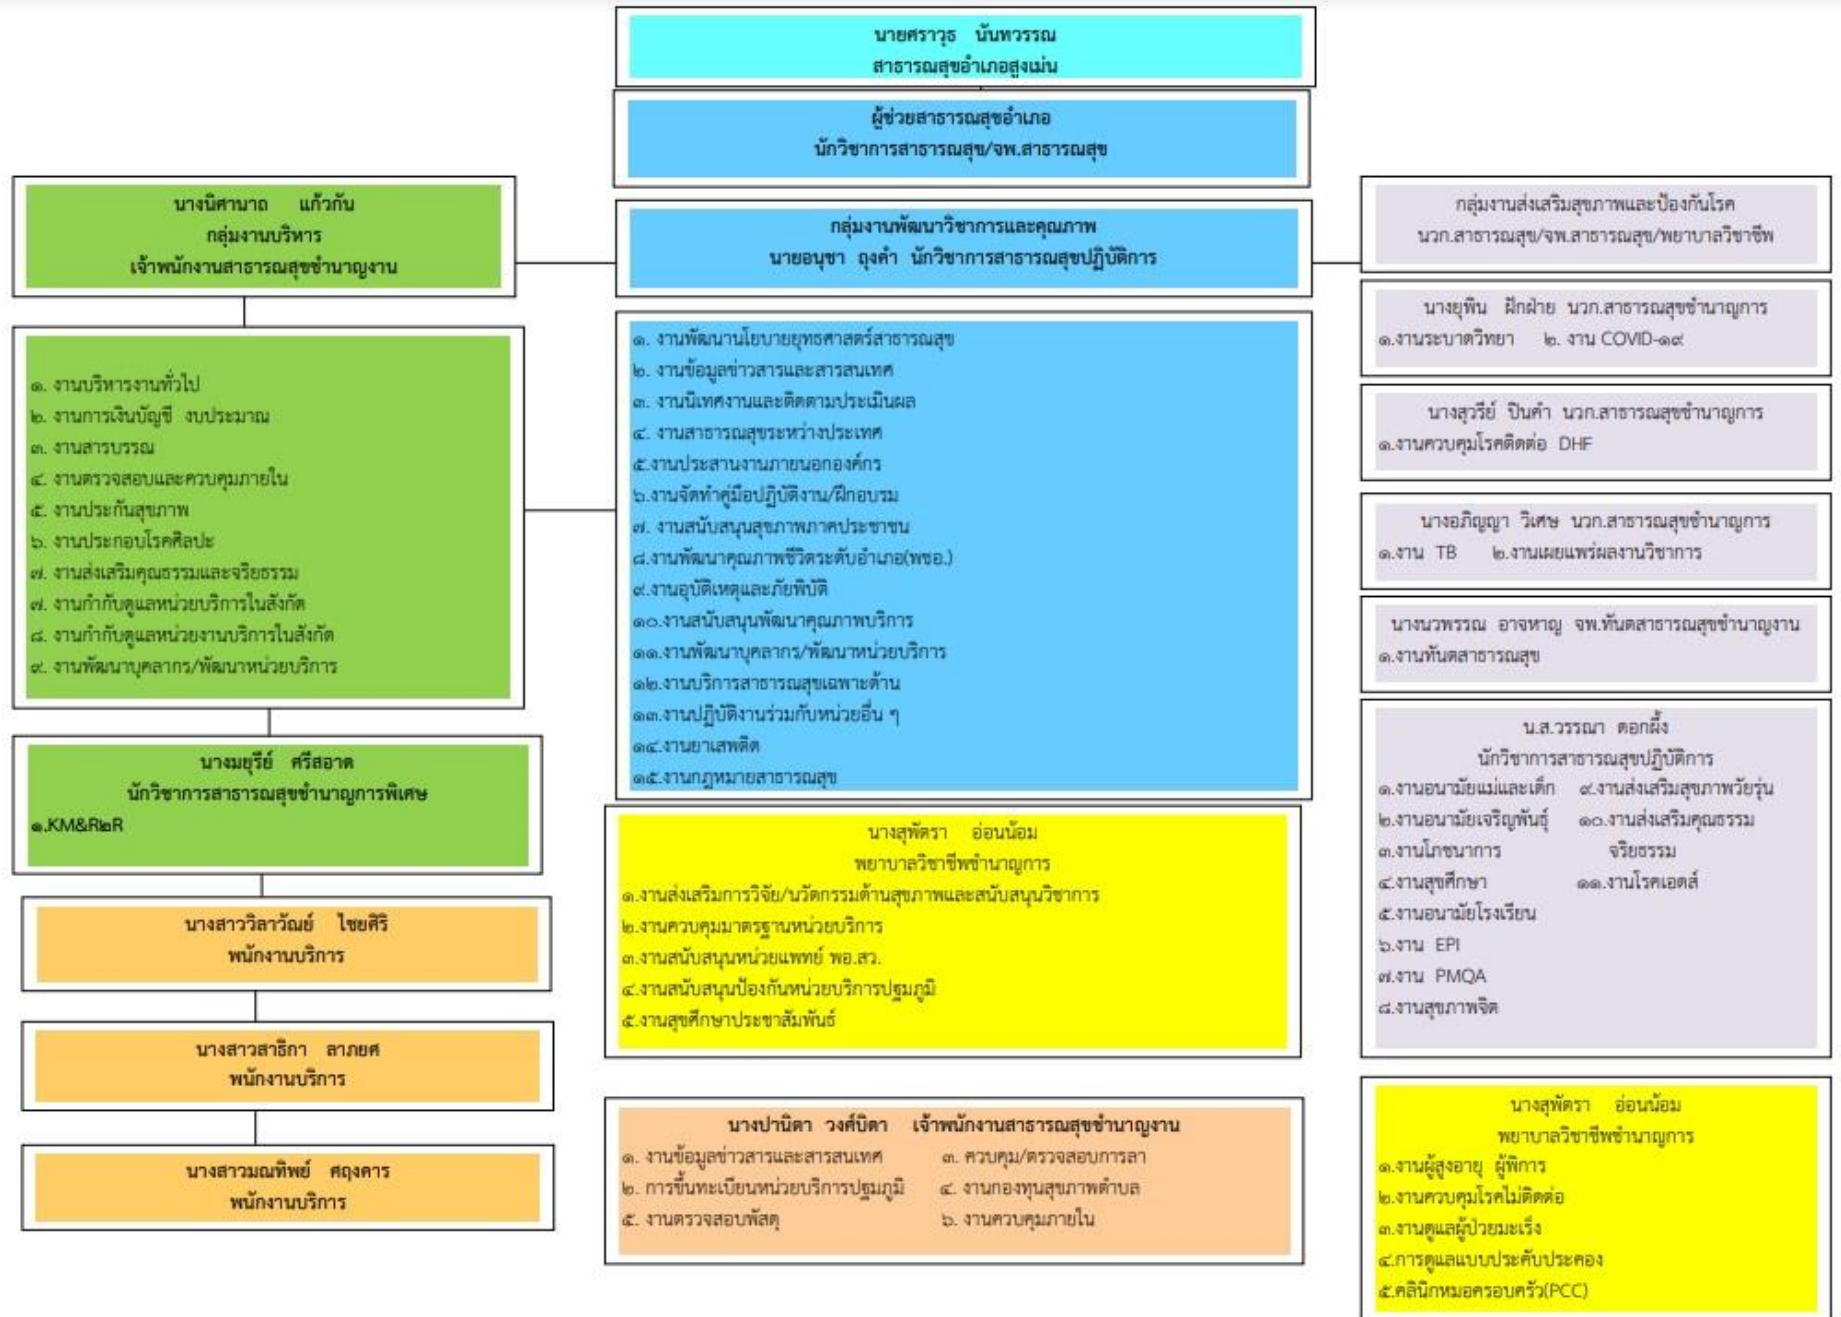 นายศราวุธ นันทวรรณ
สาธารณสุขอำเภอสูงเม่น
ผู้ช่วยสาธารณสุขอำเภอ
นักวิชาการสาธารณสุข/จพ.สาธารณสุข
นางนิศานาถ แก้วกัน
กลุ่มงานบริหาร
เจ้าพนักงานสาธารณสุขชำนาญงาน
๑. งานบริหารงานทั่วไป
๒. งานการเงินบัญชี งบประมาณ
๓. งานสารบรรณ
๔. งานตรวจสอบและควบคุมภายใน
๕. งานประกันสุขภาพ
๖. งานประกอบโรคศิลปะ
๗. งานส่งเสริมคุณธรรมและจริยธรรม
๗. งานกำกับดูแลหน่วยบริการในสังกัด
๘. งานกำกับดูแลหน่วยงานบริการในสังกัด
๙. งานพัฒนาบุคลากร/พัฒนาหน่วยบริการ
นางมยุรีย์ ศรีสอาด
นักวิชาการสาธารณสุขชำนาญการพิเศษ
๑.KM&R๒R
นางสาววิลาวัณย์ ไชยศิริ
พนักงานบริการ
นางสาวสาธิกา ลาภยศ
พนักงานบริการ
นางสาวมณทิพย์ ศฤงคาร
พนักงานบริการ
กลุ่มงานพัฒนาวิชาการและคุณภาพ
นายอนุชา ถุงคำ นักวิชาการสาธารณสุขปฏิบัติการ
๑. งานพัฒนานโยบายยุทธศาสตร์สาธารณสุข
๒. งานข้อมูลข่าวสารและสารสนเทศ
๓. งานนิเทศงานและติดตามประเมินผล
๔. งานสาธารณสุขระหว่างประเทศ
๕.งานประสานงานภายนอกองค์กร
๖.งานจัดทำคู่มือปฏิบัติงาน/ฝึกอบรม
๗. งานสนับสนุนสุขภาพภาคประชาชน
๘.งานพัฒนาคุณภาพชีวิตระดับอำเภอ(พชอ.)
๙.งานอุบัติเหตุและภัยพิบัติ
๑๐.งานสนับสนุนพัฒนาคุณภาพบริการ
๑๑.งานพัฒนาบุคลากร/พัฒนาหน่วยบริการ
๑๒.งานบริการสาธารณสุขเฉพาะด้าน
๑๓.งานปฏิบัติงานร่วมกับหน่วยอื่น ๆ
๑๔.งานยาเสพติด
๑๕.งานกฎหมายสาธารณสุข
นางสุพัตรา อ่อนน้อม
พยาบาลวิชาชีพชำนาญการ
๑.งานส่งเสริมการวิจัย/นวัตกรรมด้านสุขภาพและสนับสนุนวิชาการ
๒.งานควบคุมมาตรฐานหน่วยบริการ
๓.งานสนับสนุนหน่วยแพทย์ พอ.สว.
๔.งานสนับสนุนป้องกันหน่วยบริการปฐมภูมิ
๕.งานสุขศึกษาประชาสัมพันธ์
นางปานิดา วงศ์บิดา เจ้าพนักงานสาธารณสุขชำนาญงาน
๑. งานข้อมูลข่าวสารและสารสนเทศ ๓. ควบคุม/ตรวจสอบการลา
๒. การขึ้นทะเบียนหน่วยบริการปฐมภูมิ ๔. งานกองทุนสุขภาพตำบล
๕. งานตรวจสอบพัสดุ ๖. งานควบคุมภายใน
กลุ่มงานส่งเสริมสุขภาพและป้องกันโรค
นวก.สาธารณสุข/จพ.สาธารณสุข/พยาบาลวิชาชีพ
นางยุพิน ฝักฝ่าย นวก.สาธารณสุขชำนาญการ
๑.งานระบาดวิทยา ๒. งาน COVID-๑๙
นางสุวรีย์ ปินคำ นวก.สาธารณสุขชำนาญการ
๑.งานควบคุมโรคติดต่อ DHF
นางอภิญญา วิเศษ นวก.สาธารณสุขชำนาญการ
๑.งาน TB ๒.งานเผยแพร่ผลงานวิชาการ
นางนวพรรณ อาจหาญ จพ.ทันตสาธารณสุขชำนาญงาน
๑.งานทันตสาธารณสุข
น.ส.วรรณา ดอกผึ้ง
นักวิชาการสาธารณสุขปฏิบัติการ
๑.งานอนามัยแม่และเด็ก ๙.งานส่งเสริมสุขภาพวัยรุ่น
๒.งานอนามัยเจริญพันธุ์ ๑๐.งานส่งเสริมคุณธรรม
๓.งานโภชนาการ จริยธรรม
๔.งานสุขศึกษา ๑๑.งานโรคเอดส์
๕.งานอนามัยโรงเรียน
๖.งาน EPI
๗.งาน PMQA
๘.งานสุขภาพจิต
นางสุพัตรา อ่อนน้อม
พยาบาลวิชาชีพชำนาญการ
๑.งานผู้สูงอายุ ผู้พิการ
๒.งานควบคุมโรคไม่ติดต่อ
๓.งานดูแลผู้ป่วยมะเร็ง
๔.การดูแลแบบประคับประคอง
๕.คลินิกหมอครอบครัว(PCC)